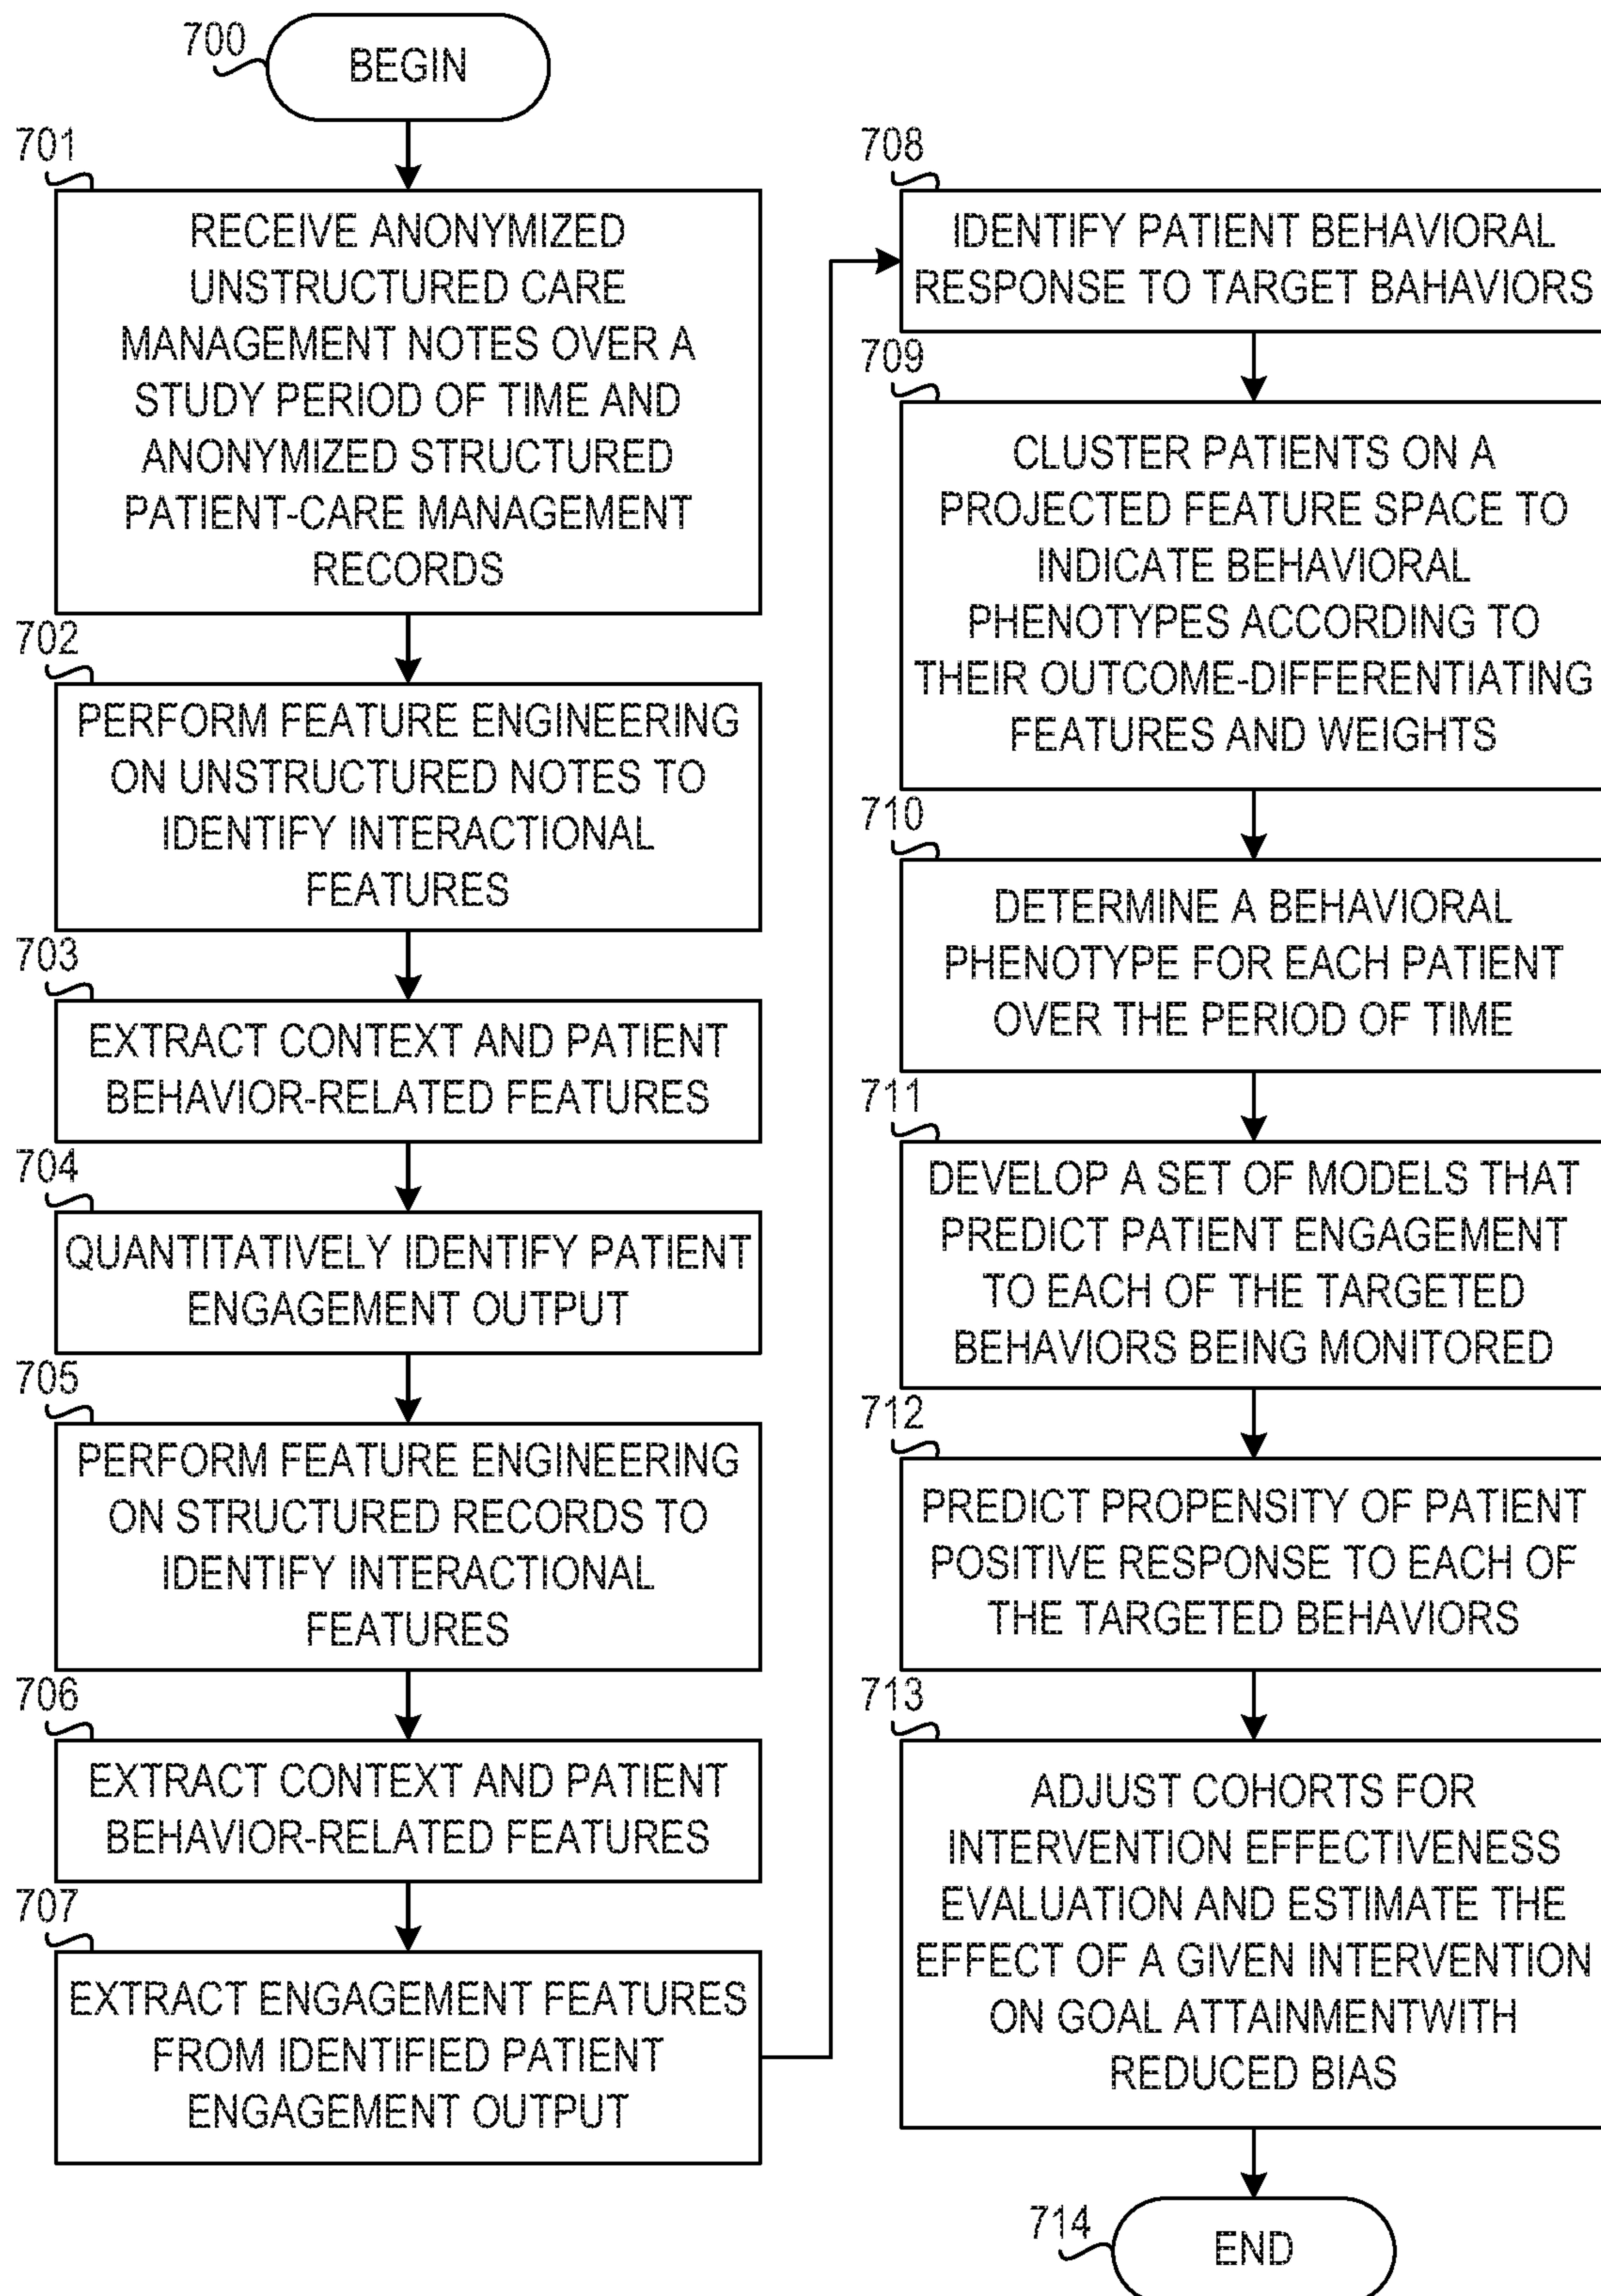 700
BEGIN
701
RECEIVE ANONYMIZED
UNSTRUCTURED CARE
MANAGEMENT NOTES OVER A
STUDY PERIOD OF TIME AND
ANONYMIZED STRUCTURED
PATIENT-CARE MANAGEMENT
RECORDS
702
PERFORM FEATURE ENGINEERING
ON UNSTRUCTURED NOTES TO
IDENTIFY INTERACTIONAL
FEATURES
703
EXTRACT CONTEXT AND PATIENT
BEHAVIOR-RELATED FEATURES
704
QUANTITATIVELY IDENTIFY PATIENT
ENGAGEMENT OUTPUT
705
PERFORM FEATURE ENGINEERING
ON STRUCTURED RECORDS TO
IDENTIFY INTERACTIONAL
FEATURES
706
EXTRACT CONTEXT AND PATIENT
BEHAVIOR-RELATED FEATURES
707
EXTRACT ENGAGEMENT FEATURES
FROM IDENTIFIED PATIENT
ENGAGEMENT OUTPUT
708
IDENTIFY PATIENT BEHAVIORAL
RESPONSE TO TARGET BAHAVIORS
709
CLUSTER PATIENTS ON A
PROJECTED FEATURE SPACE TO
INDICATE BEHAVIORAL
PHENOTYPES ACCORDING TO
THEIR OUTCOME-DIFFERENTIATING
FEATURES AND WEIGHTS
710
DETERMINE A BEHAVIORAL
PHENOTYPE FOR EACH PATIENT
OVER THE PERIOD OF TIME
711
DEVELOP A SET OF MODELS THAT
PREDICT PATIENT ENGAGEMENT
TO EACH OF THE TARGETED
BEHAVIORS BEING MONITORED
712
PREDICT PROPENSITY OF PATIENT
POSITIVE RESPONSE TO EACH OF
THE TARGETED BEHAVIORS
713
ADJUST COHORTS FOR
INTERVENTION EFFECTIVENESS
EVALUATION AND ESTIMATE THE
EFFECT OF A GIVEN INTERVENTION
ON GOAL ATTAINMENTWITH
REDUCED BIAS
714
END